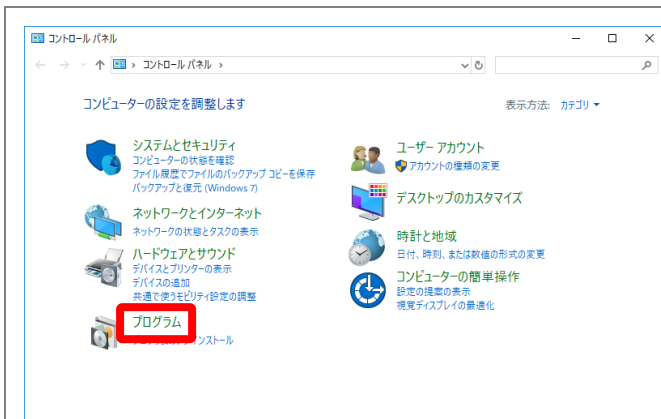 コントロール パネル
コントロール パネル
コンピューターの設定を調整します
表示方法: カテゴリ
システムとセキュリティ
コンピューターの状態を確認
ファイル履歴でファイルのバックアップ コピーを保存
バックアップと復元 (Windows 7)
ネットワークとインターネット
ネットワークの状態とタスクの表示
ハードウェアとサウンド
デバイスとプリンターの表示
デバイスの追加
共通で使うモビリティ設定の調整
プログラム
ンストール
ユーザー アカウント
アカウントの種類の変更
デスクトップのカスタマイズ
時計と地域
日付、時刻、または数値の形式の変更
コンピューターの簡単操作
設定の提案の表示
視覚ディスプレイの最適化